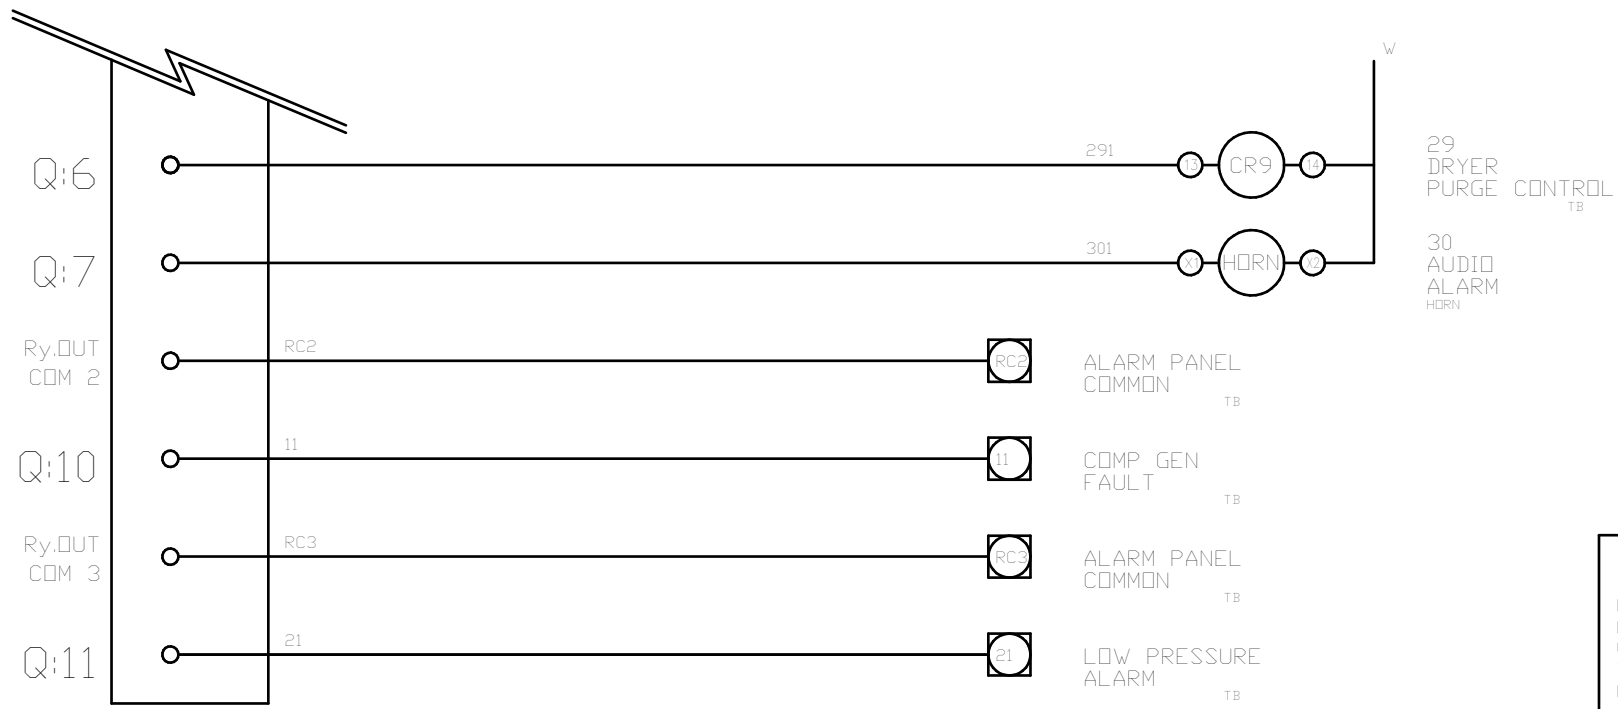 W
Q:6
291
13
CR9
14
29
DRYER
PURGE CONTROL
TB
Q:7
301
X1
HORN
X2
30
AUDIO
ALARM
HORN
Ry.OUT
COM 2
RC2
RC2
ALARM PANEL
COMMON
TB
Q:10
11
11
COMP GEN
FAULT
TB
Ry.OUT
COM 3
RC3
RC3
ALARM PANEL
COMMON
TB
Q:11
21
21
LOW PRESSURE
ALARM
TB